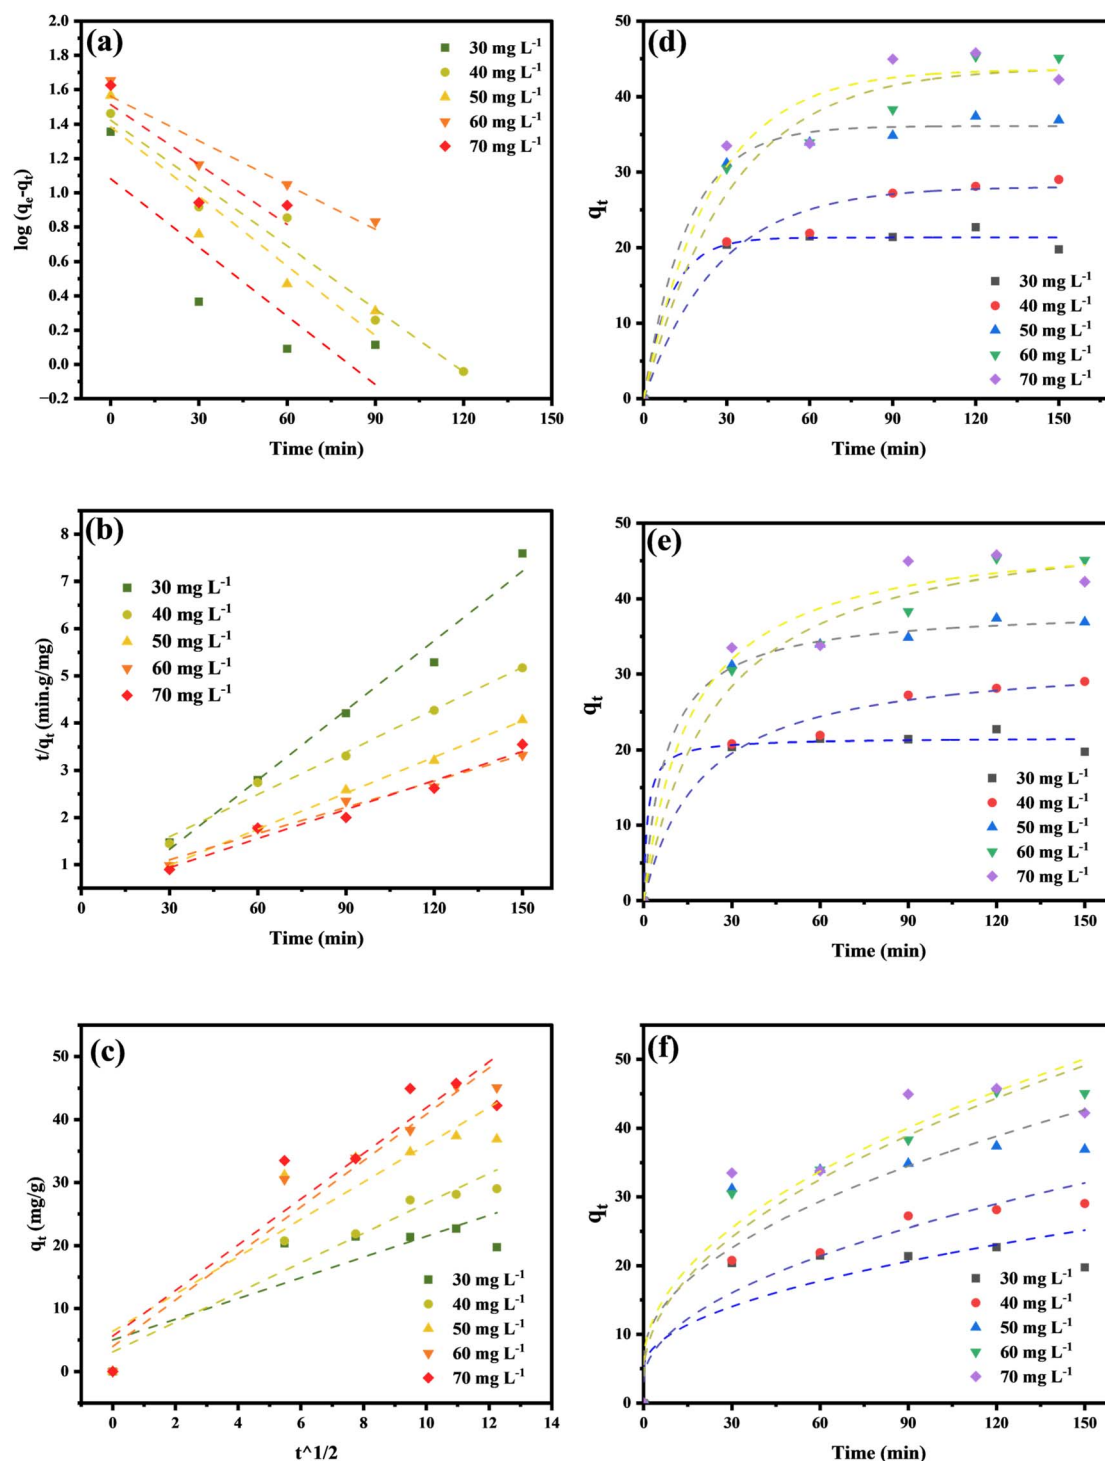 (a)
2.0
1.8
1.6
1.4
1.2
1.0
0.8
0.6
0.4
0.2
0.0
−0.2
log (qe-qt)
30 mg L-1
40 mg L-1
50 mg L-1
60 mg L-1
70 mg L-1
0 30 60 90 120 150
Time (min)
(d)
50
40
30
20
10
0
qt
30 mg L-1
40 mg L-1
50 mg L-1
60 mg L-1
70 mg L-1
0 30 60 90 120 150
Time (min)
(b)
8
7
6
5
4
3
2
1
t/qt (min.g/mg)
30 mg L-1
40 mg L-1
50 mg L-1
60 mg L-1
70 mg L-1
0 30 60 90 120 150
Time (min)
(e)
50
40
30
20
10
0
qt
30 mg L-1
40 mg L-1
50 mg L-1
60 mg L-1
70 mg L-1
0 30 60 90 120 150
Time (min)
(c)
50
40
30
20
10
0
qt (mg/g)
30 mg L-1
40 mg L-1
50 mg L-1
60 mg L-1
70 mg L-1
0 2 4 6 8 10 12 14
t^1/2
(f)
50
40
30
20
10
0
qt
30 mg L-1
40 mg L-1
50 mg L-1
60 mg L-1
70 mg L-1
0 30 60 90 120 150
Time (min)